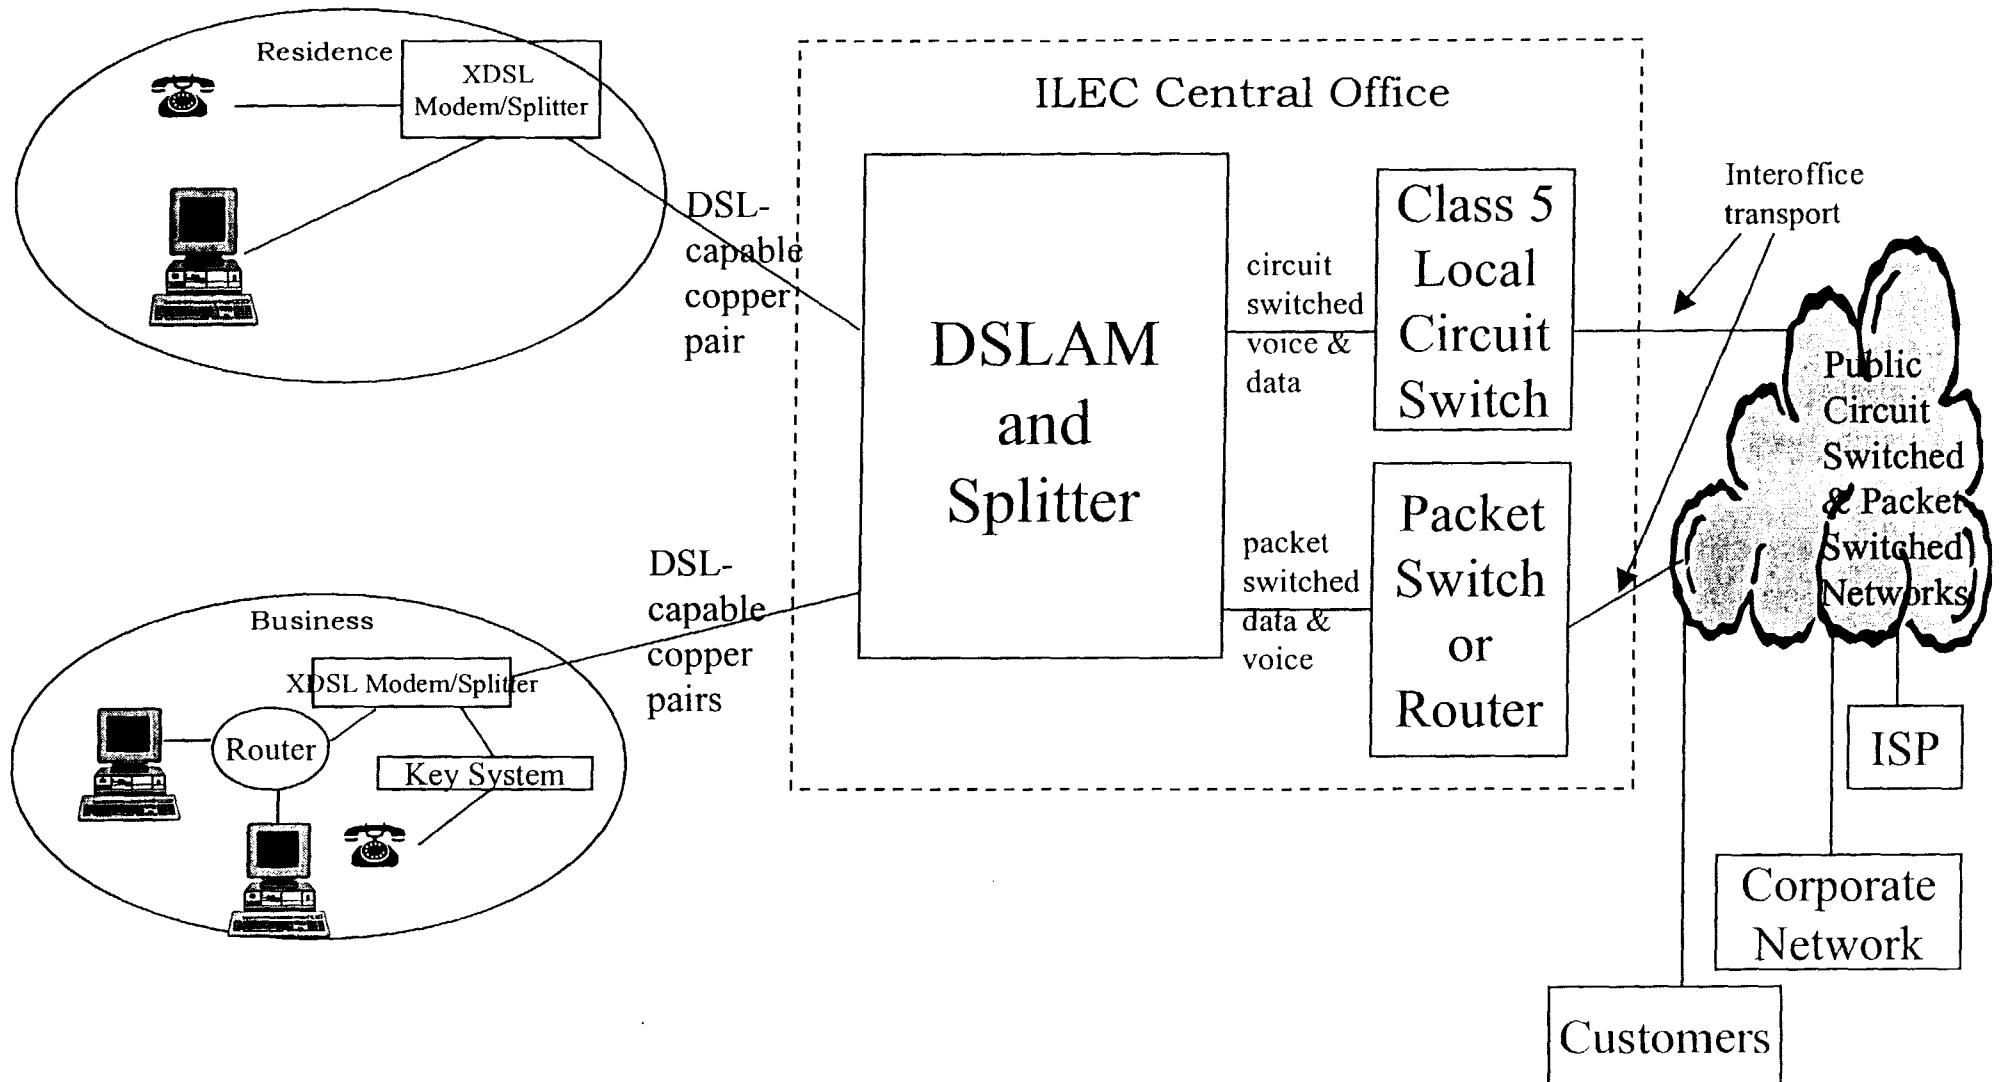 Residence
XDSL
Modem/Splitter
DSL-
capable
copper
pair
Business
XDSL Modem/Splitter
Router
Key System
DSL-
capable
copper
pairs
ILEC Central Office
DSLAM
and
Splitter
circuit
switched
voice &
data
packet
switched
data &
voice
Class 5
Local
Circuit
Switch
Packet
Switch
or
Router
Interoffice
transport
Public
Circuit
Switched
& Packet
Switched
Networks
ISP
Corporate
Network
Customers